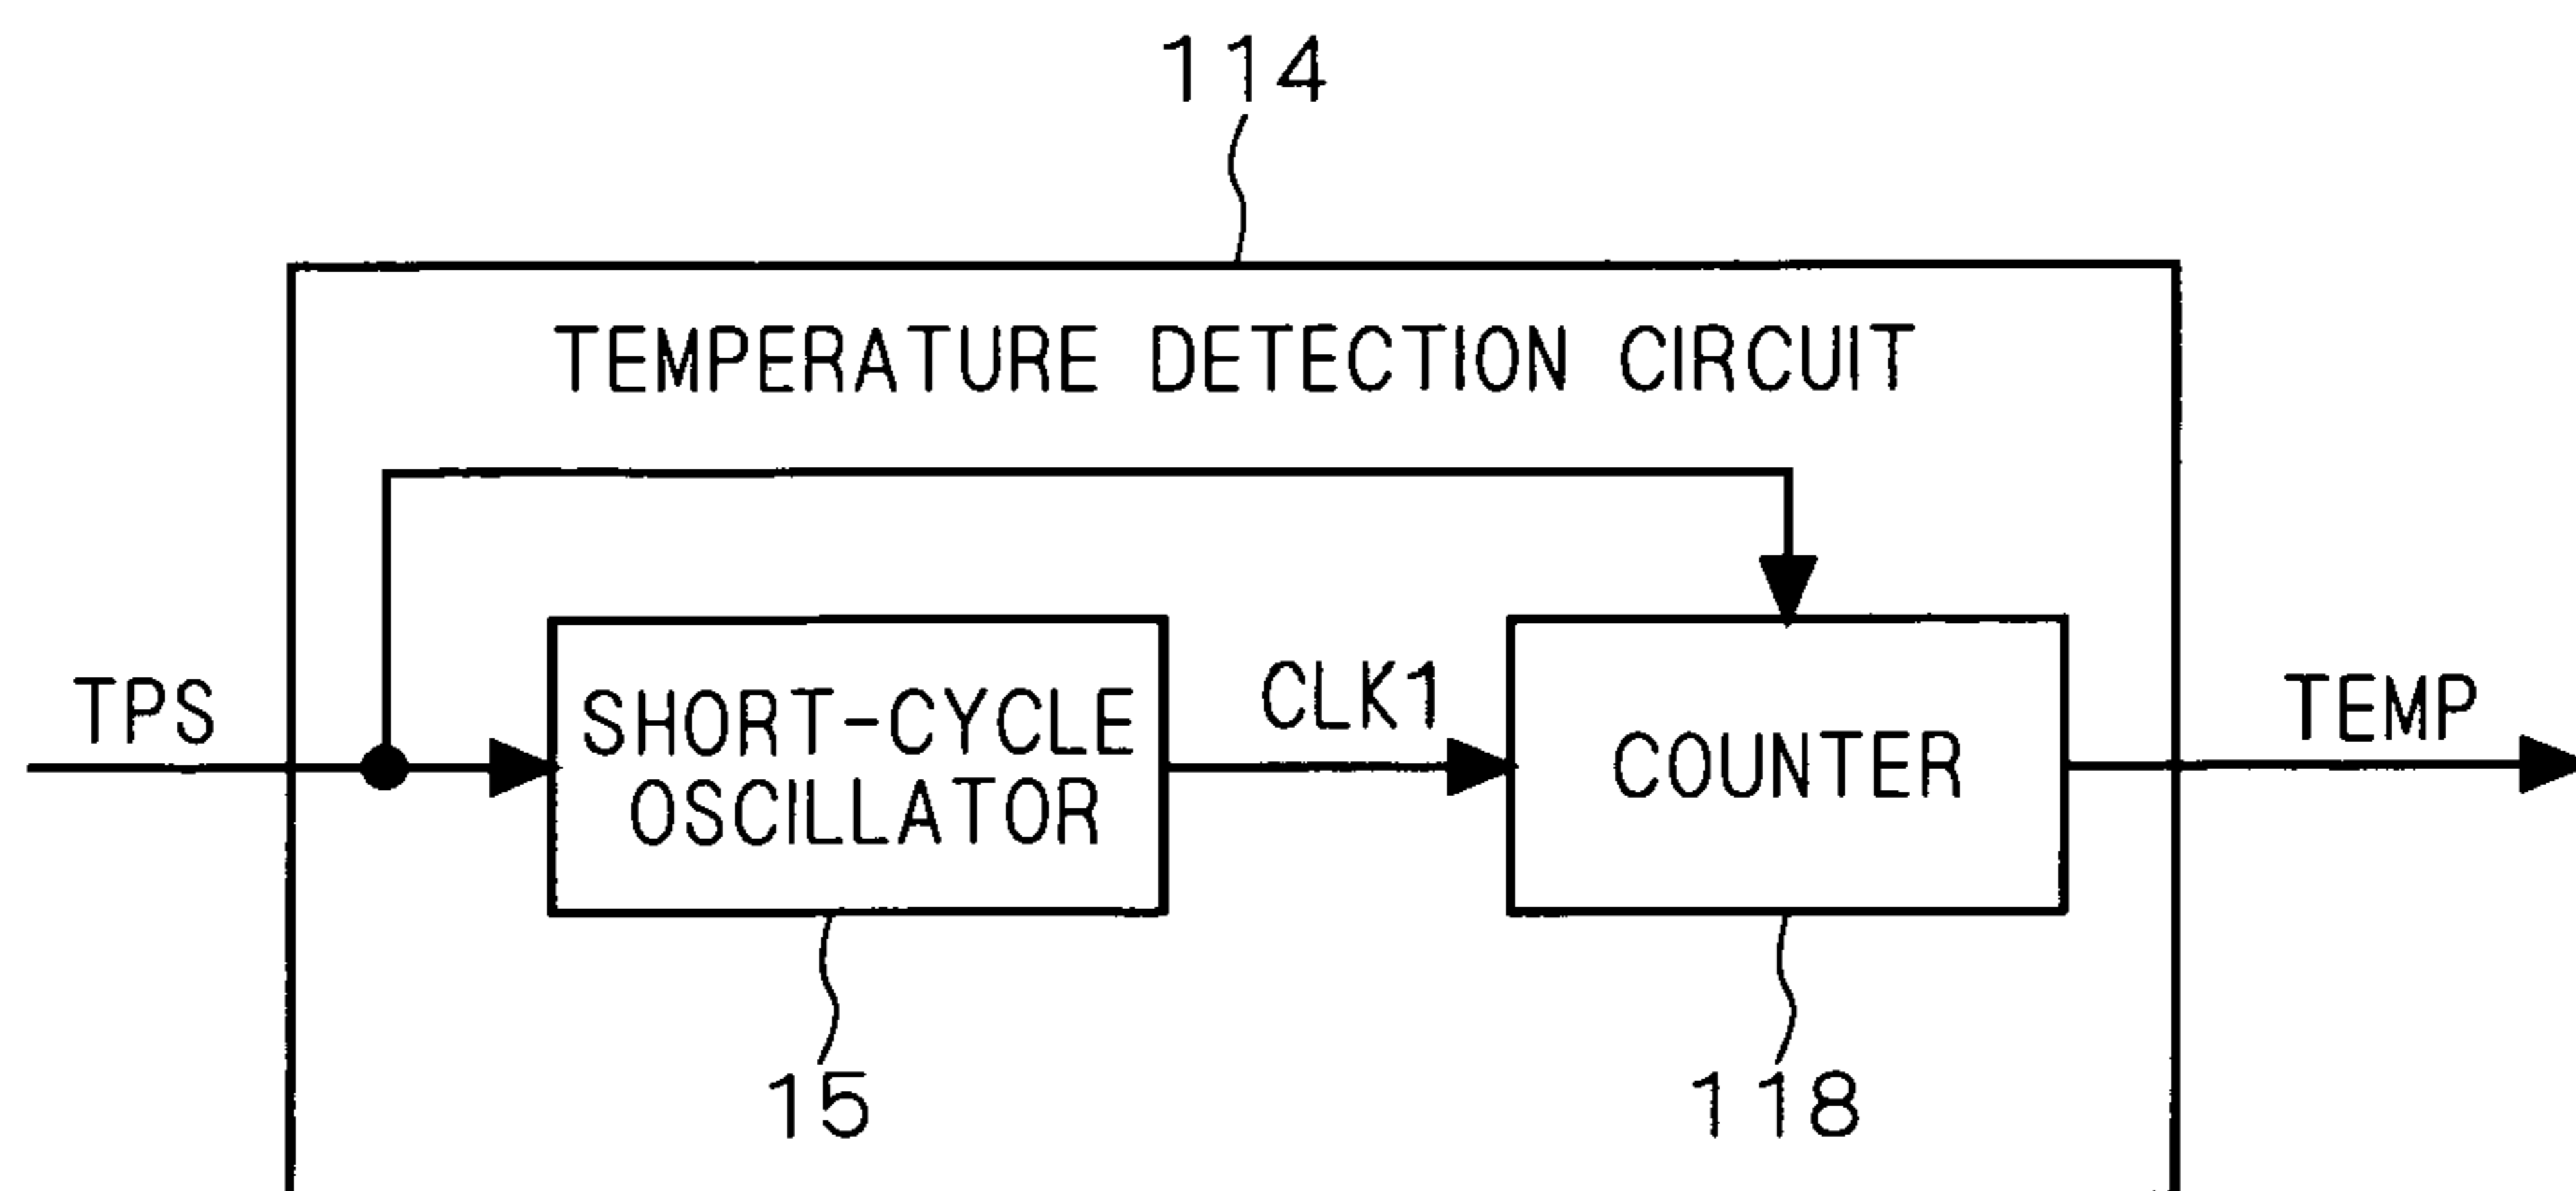 114
TEMPERATURE DETECTION CIRCUIT
TPS
SHORT-CYCLE
OSCILLATOR
CLK1
COUNTER
TEMP
15
118